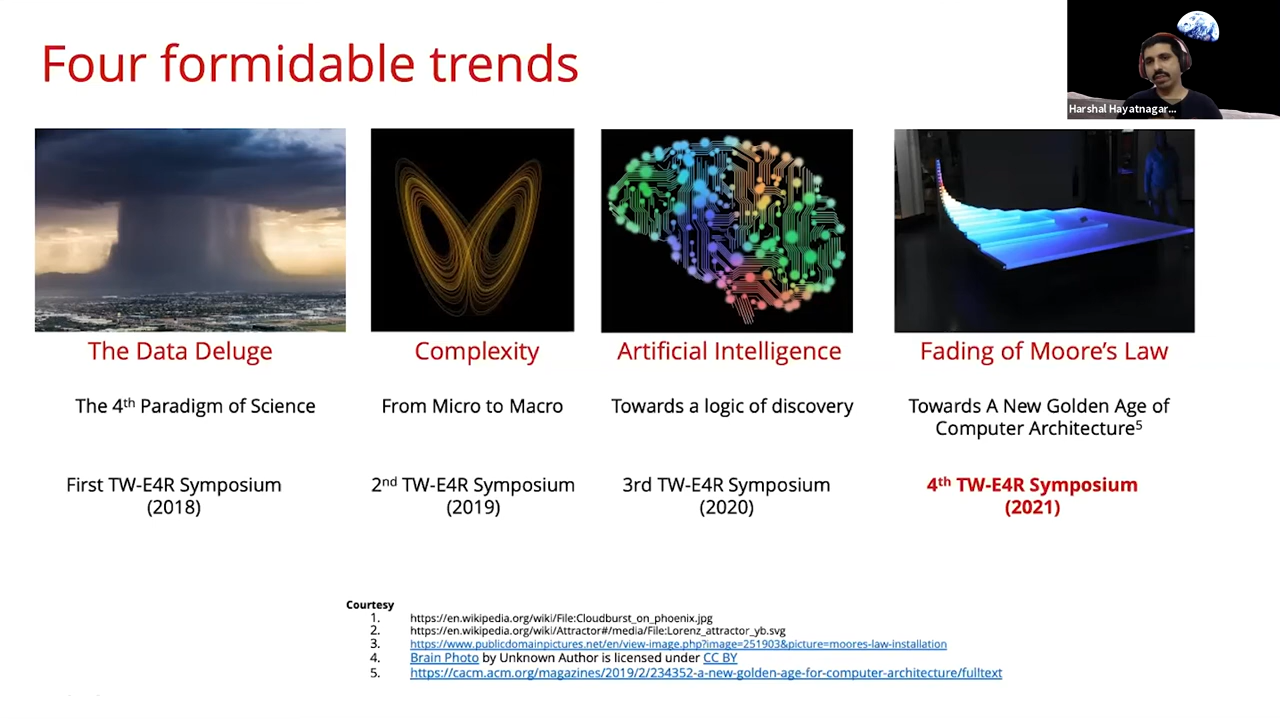 Four formidable trends
Harshal Hayatnagar...
The Data Deluge
The 4th Paradigm of Science
First TW-E4R Symposium
(2018)
Complexity
From Micro to Macro
2nd TW-E4R Symposium
(2019)
Artificial Intelligence
Towards a logic of discovery
3rd TW-E4R Symposium
(2020)
Fading of Moore's Law
Towards A New Golden Age of
Computer Architecture5
4th TW-E4R Symposium
(2021)
Courtesy
1. https://en.wikipedia.org/wiki/File:Cloudburst_on_phoenix.jpg
2. https://en.wikipedia.org/wiki/Attractor#/media/File:Lorenz_attractor_yb.svg
3. https://www.publicdomainpictures.net/en/view-image.php?image=251903&picture=moores-law-installation
4. Brain Photo by Unknown Author is licensed under CC BY
5. https://cacm.acm.org/magazines/2019/2/234352-a-new-golden-age-for-computer-architecture/fulltext